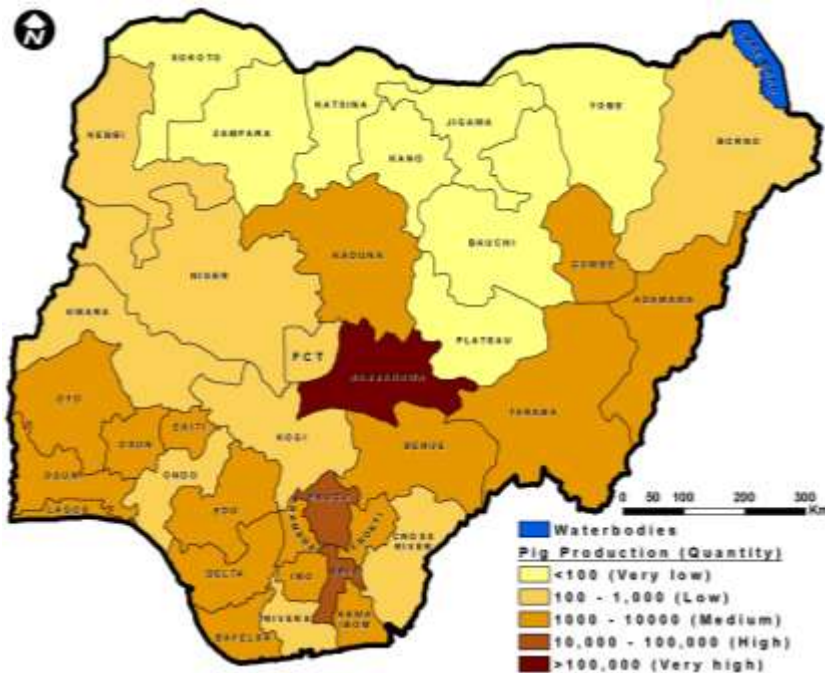 N
SOKOTO
KATSINA
YOBE
JIGAWA
ZAMFARA
KEBBI
BORNO
KANO
BAUCHI
KADUNA
GOMBE
NIGER
ADAMAWA
KWARA
PLATEAU
FCT
OYO
TARABA
OSUN
EKITI
KOGI
BENUE
ONDO
OGUN
LAGOS
EDO
CROSS
RIVER
DELTA
IMO
RIVERS
AKWA
IBOM
BAYELSA
0 50 100 200 300
Km
Waterbodies
Pig Production (Quantity)
<100 (Very low)
100 - 1,000 (Low)
1000 - 10000 (Medium)
10,000 - 100,000 (High)
>100,000 (Very high)